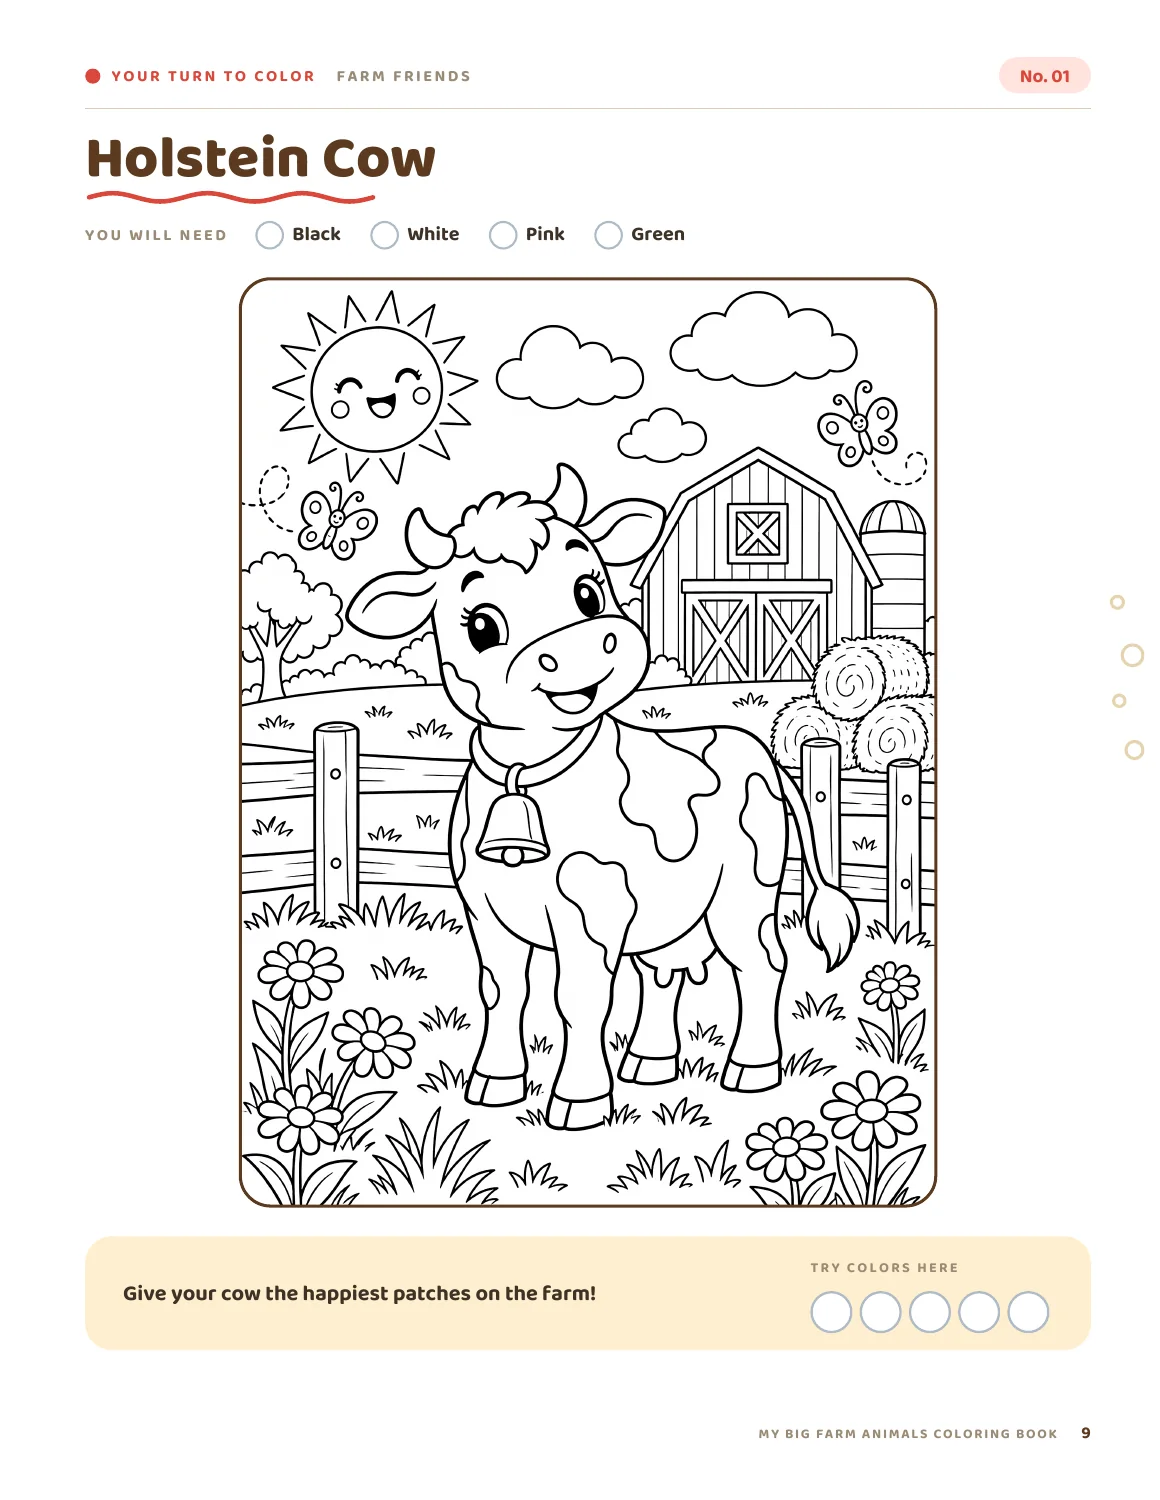 YOUR TURN TO COLOR FARM FRIENDS No. 01
Holstein Cow
YOU WILL NEED Black White Pink Green
TRY COLORS HERE
Give your cow the happiest patches on the farm!
MY BIG FARM ANIMALS COLORING BOOK 9